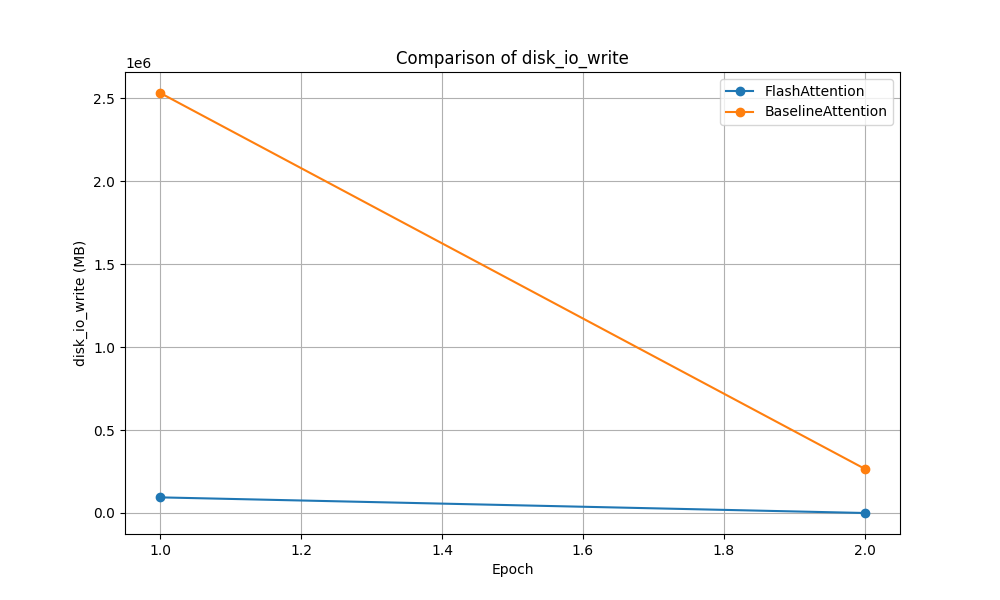 Comparison of disk_io_write
1e6
FlashAttention
BaselineAttention
2.5
2.0
1.5
1.0
0.5
0.0
disk_io_write (MB)
1.0 1.2 1.4 1.6 1.8 2.0
Epoch